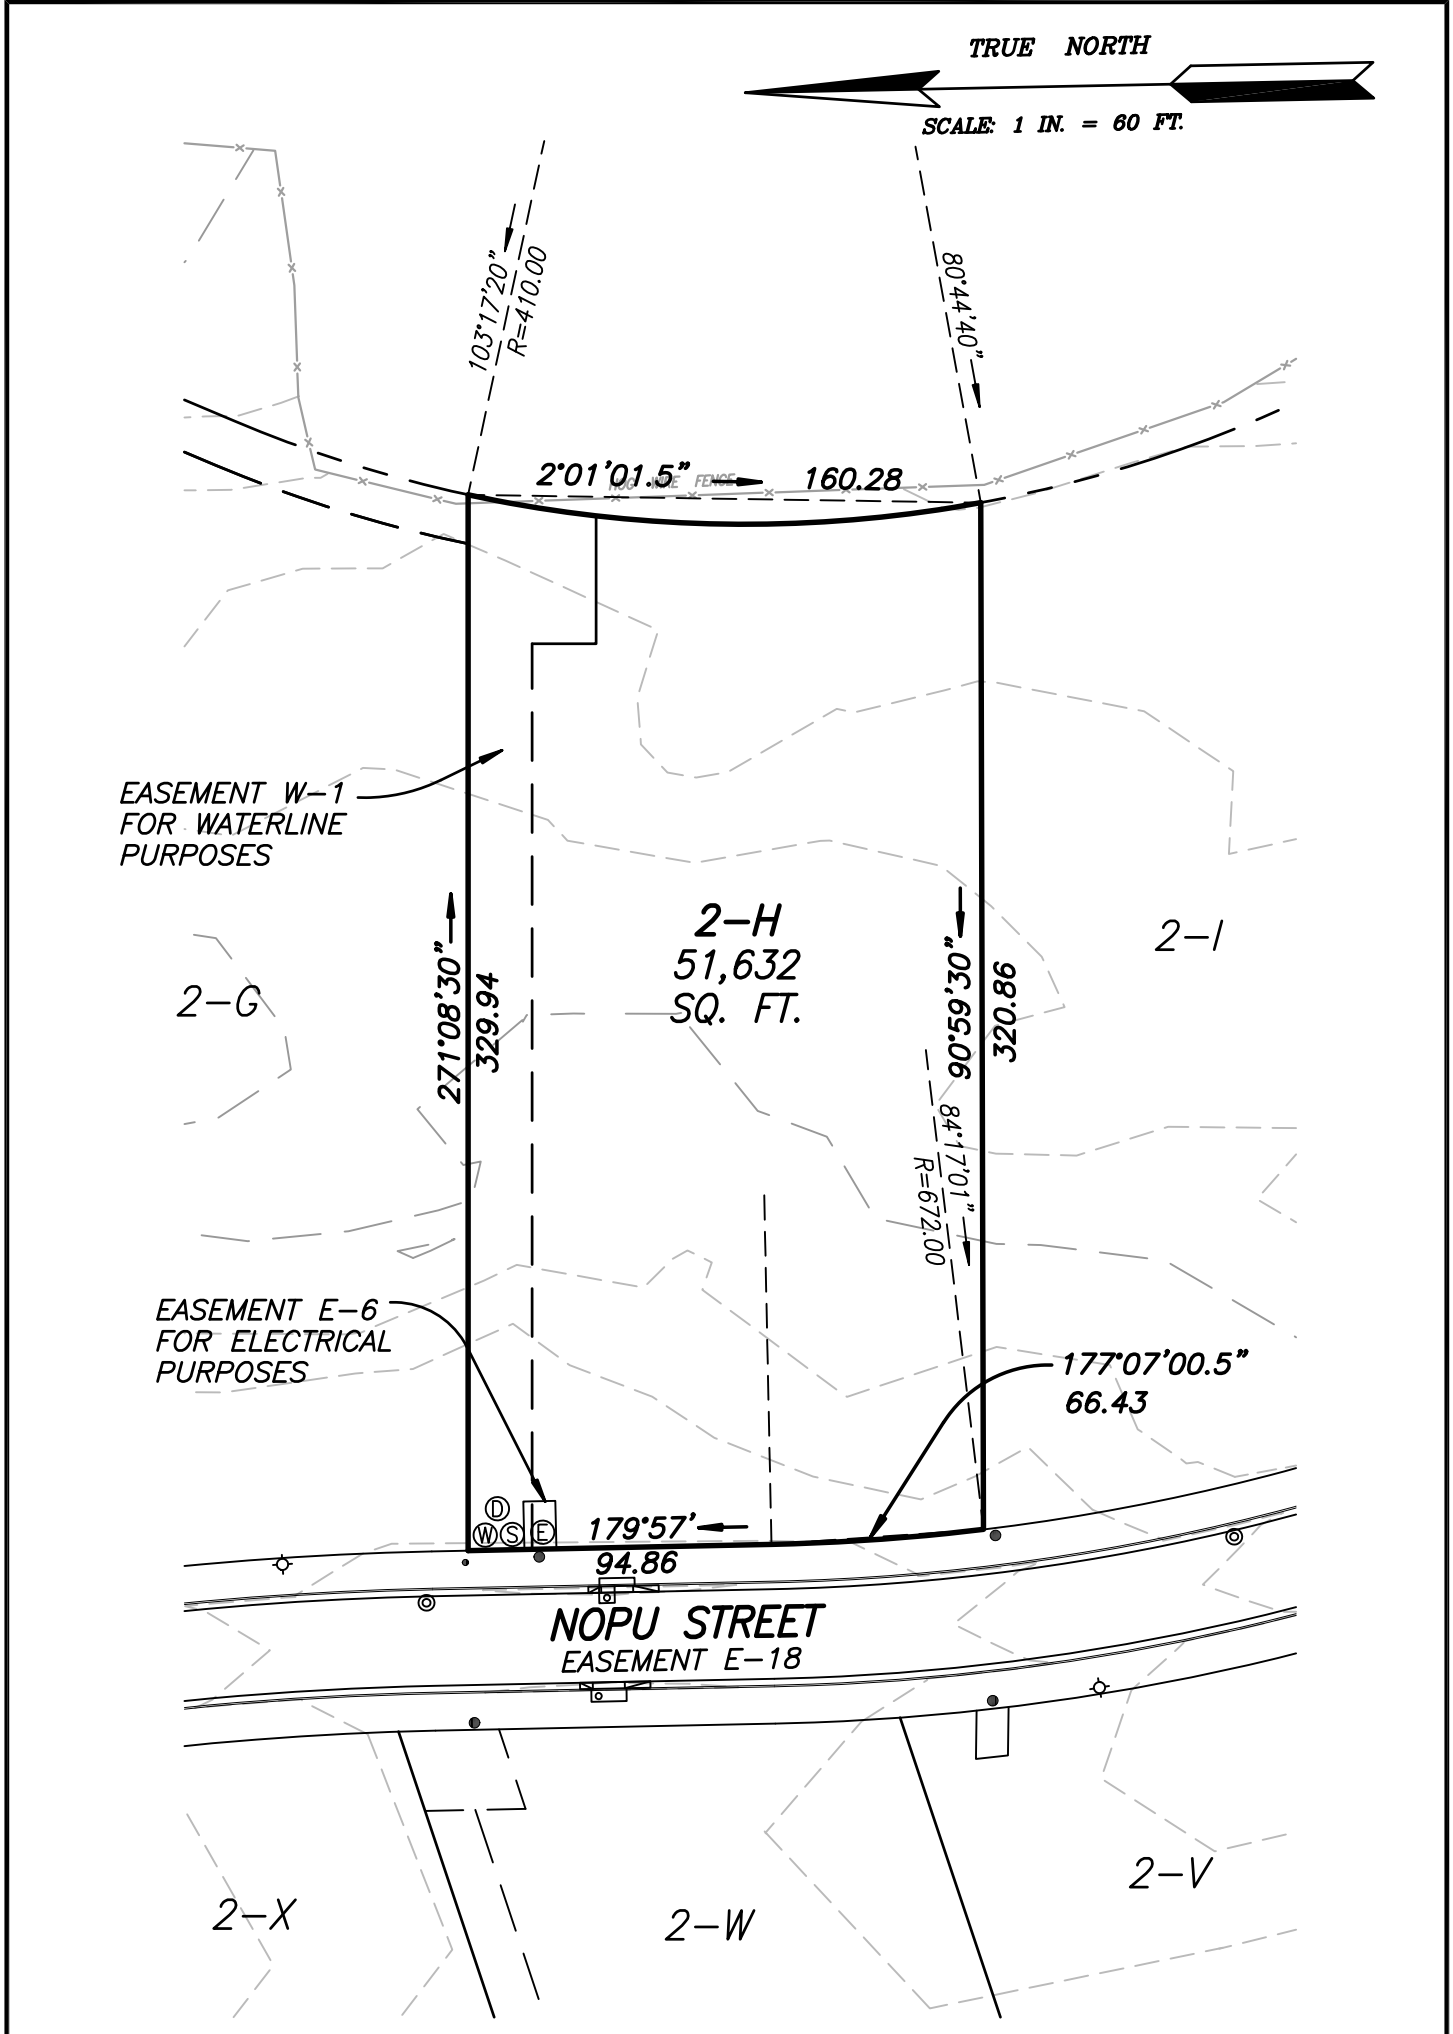 TRUE NORTH
SCALE: 1 IN. = 60 FT.
103°17'20"
R=410.00
80°44'40"
2°01'01.5"
160.28
HOG WIRE FENCE
EASEMENT W-1
FOR WATERLINE
PURPOSES
2-H
51,632
SQ. FT.
2-I
2-G
271°08'30"
329.94
90°59'30"
320.86
84°17'01"
R=672.00
EASEMENT E-6
FOR ELECTRICAL
PURPOSES
177°07'00.5"
66.43
D
W S E
179°57'
94.86
NOPU STREET
EASEMENT E-18
2-X
2-W
2-V